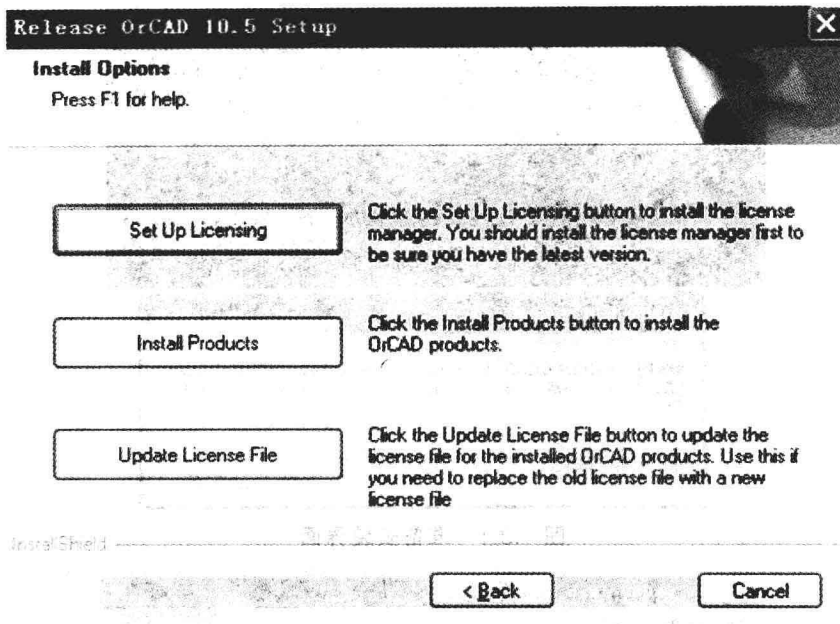 Release OrCAD 10.5 Setup
Install Options
Press F1 for help.
Set Up Licensing
Click the Set Up Licensing button to install the license
manager. You should install the license manager first to
be sure you have the latest version.
Install Products
Click the Install Products button to install the
OrCAD products.
Update License File
Click the Update License File button to update the
license file for the installed OrCAD products. Use this if
you need to replace the old license file with a new
license file
InstallShield
< Back
Cancel